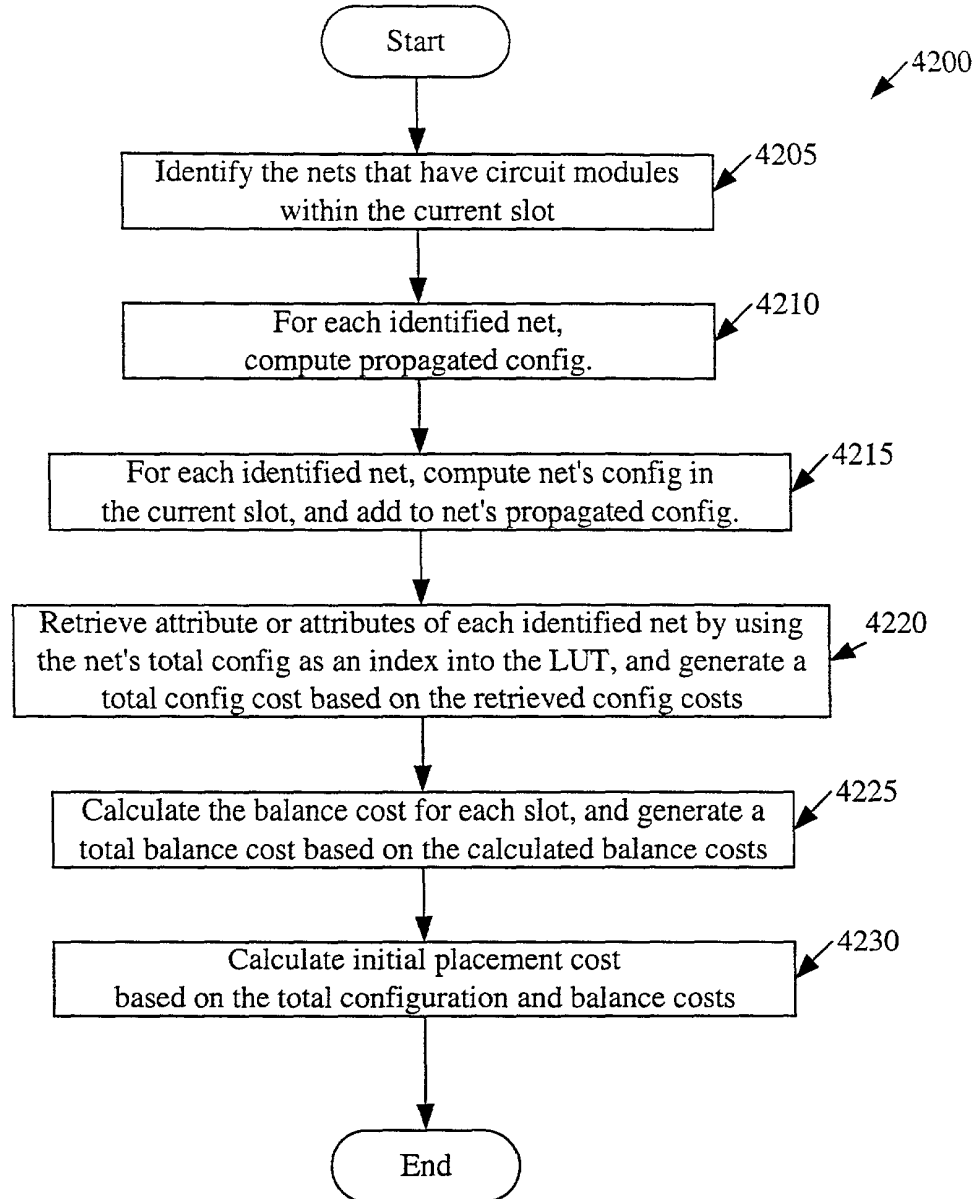 Start
4200
4205
Identify the nets that have circuit modules
within the current slot
4210
For each identified net,
compute propagated config.
4215
For each identified net, compute net's config in
the current slot, and add to net's propagated config.
4220
Retrieve attribute or attributes of each identified net by using
the net's total config as an index into the LUT, and generate a
total config cost based on the retrieved config costs
4225
Calculate the balance cost for each slot, and generate a
total balance cost based on the calculated balance costs
4230
Calculate initial placement cost
based on the total configuration and balance costs
End